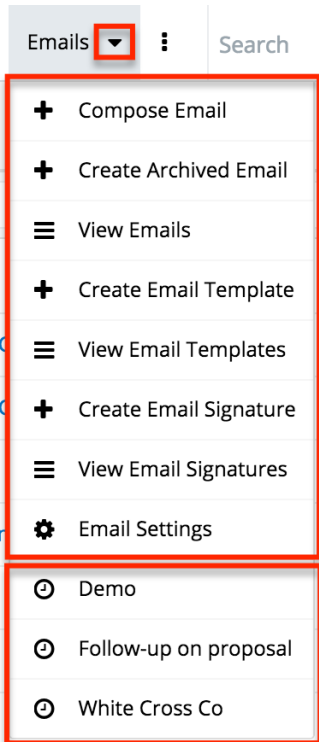 Emails
Search
Compose Email
Create Archived Email
View Emails
Create Email Template
View Email Templates
Create Email Signature
View Email Signatures
Email Settings
Demo
Follow-up on proposal
White Cross Co